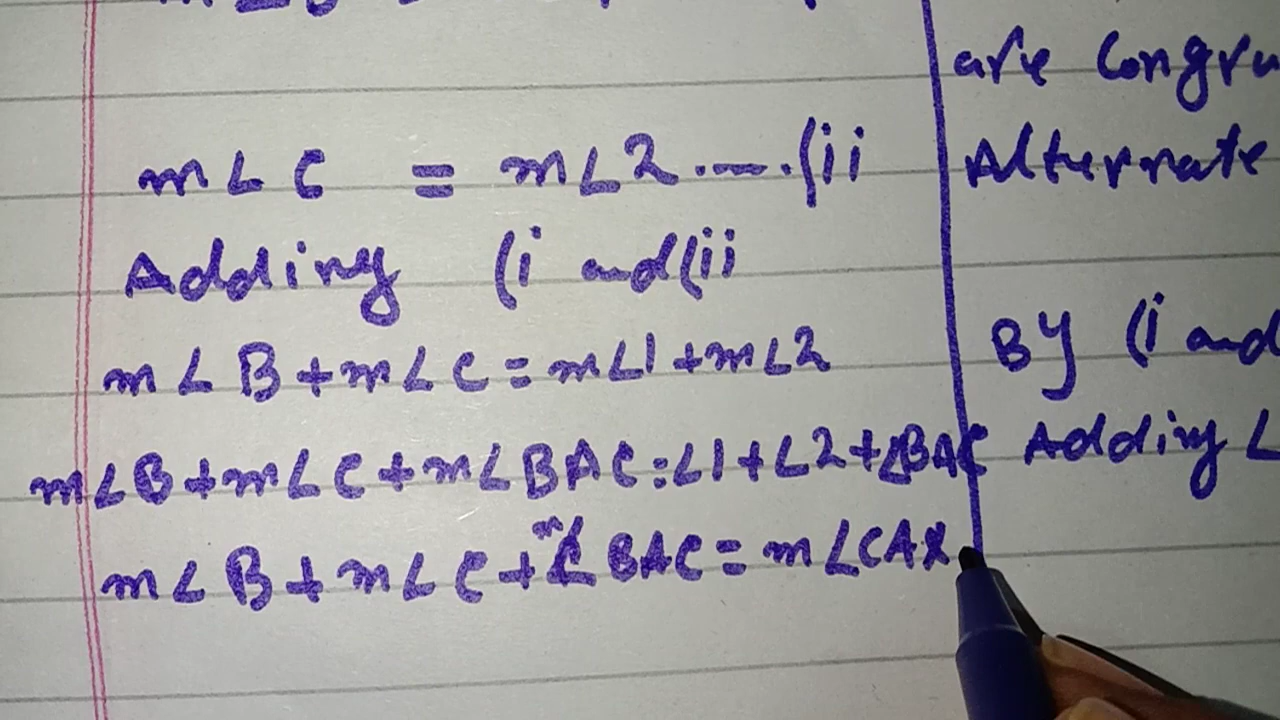 are Congru
m∠C = m∠2.....(ii
Alternate
Adding (i and (ii
m∠B+m∠C=m∠1+m∠2
By (i and
m∠B+m∠C+m∠BAC=∠1+∠2+∠BAC
Adding ∠
m∠B+m∠C+m∠BAC=m∠CAX